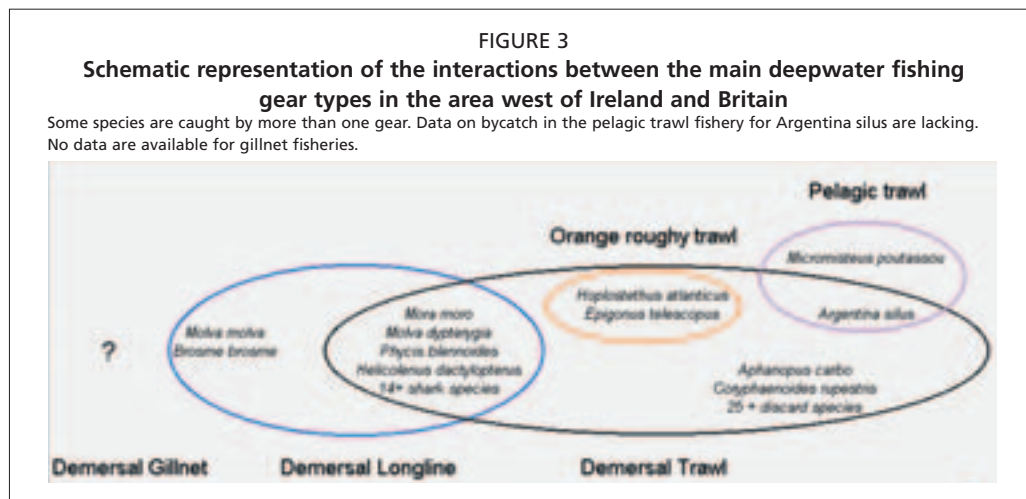 FIGURE 3
Schematic representation of the interactions between the main deepwater fishing
gear types in the area west of Ireland and Britain
Some species are caught by more than one gear. Data on bycatch in the pelagic trawl fishery for Argentina silus are lacking.
No data are available for gillnet fisheries.
Pelagic trawl
Orange roughy trawl
Micromisteus poutassou
Hoplostethus atlanticus
Epigonus telescopus
Argentina silus
Mora moro
Molva dypterygia
Phycis blennoides
Helicolenus dactylopterus
14+ shark species
Molva molva
Brosme brosme
?
Aphanopus carbo
Coryphaenoides rupestris
25 + discard species
Demersal Gillnet
Demersal Longline
Demersal Trawl